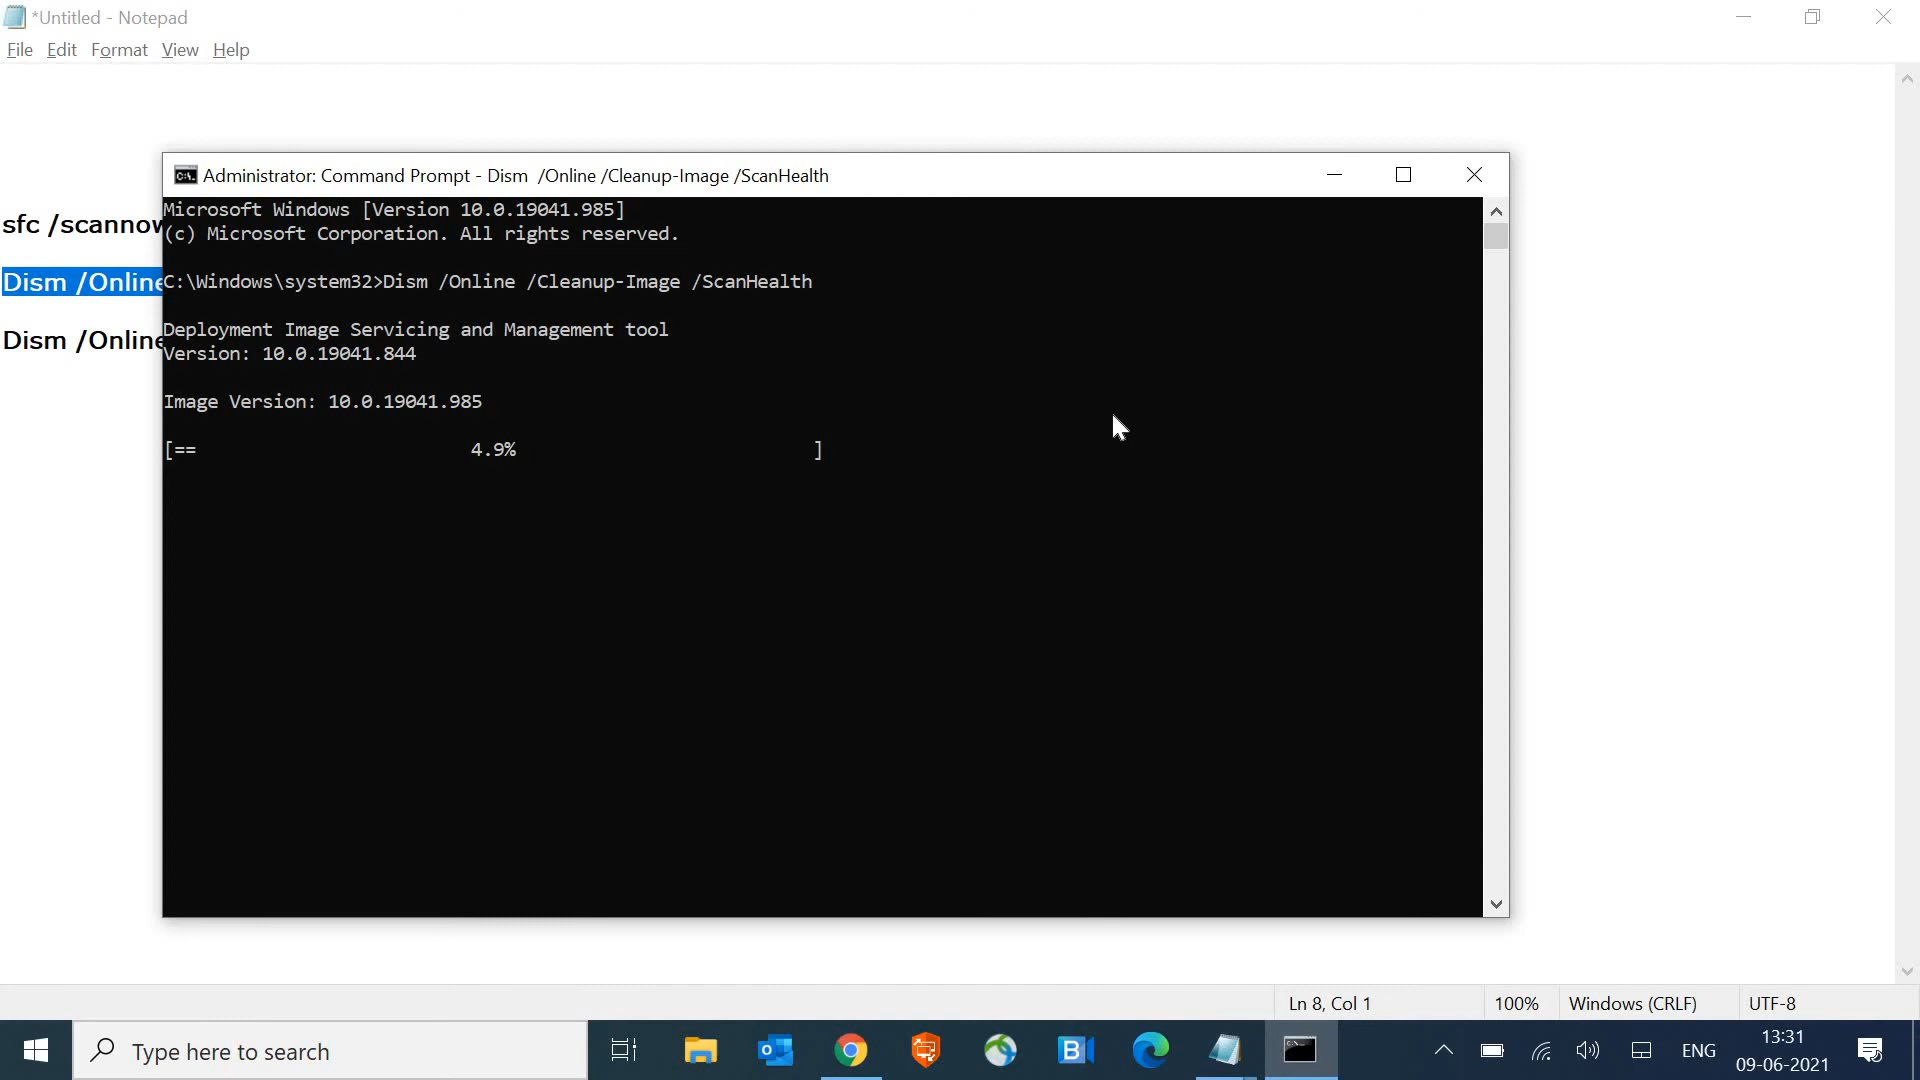 *Untitled - Notepad
File Edit Format View Help
Administrator: Command Prompt - Dism /Online /Cleanup-Image /ScanHealth
Microsoft Windows [Version 10.0.19041.985]
(c) Microsoft Corporation. All rights reserved.
sfc /scannow
C:\Windows\system32>Dism /Online /Cleanup-Image /ScanHealth
Dism /Online
Deployment Image Servicing and Management tool
Version: 10.0.19041.844
Dism /Online
Image Version: 10.0.19041.985
[== 4.9% ]
Ln 8, Col 1 100% Windows (CRLF) UTF-8
Type here to search
ENG
13:31
09-06-2021